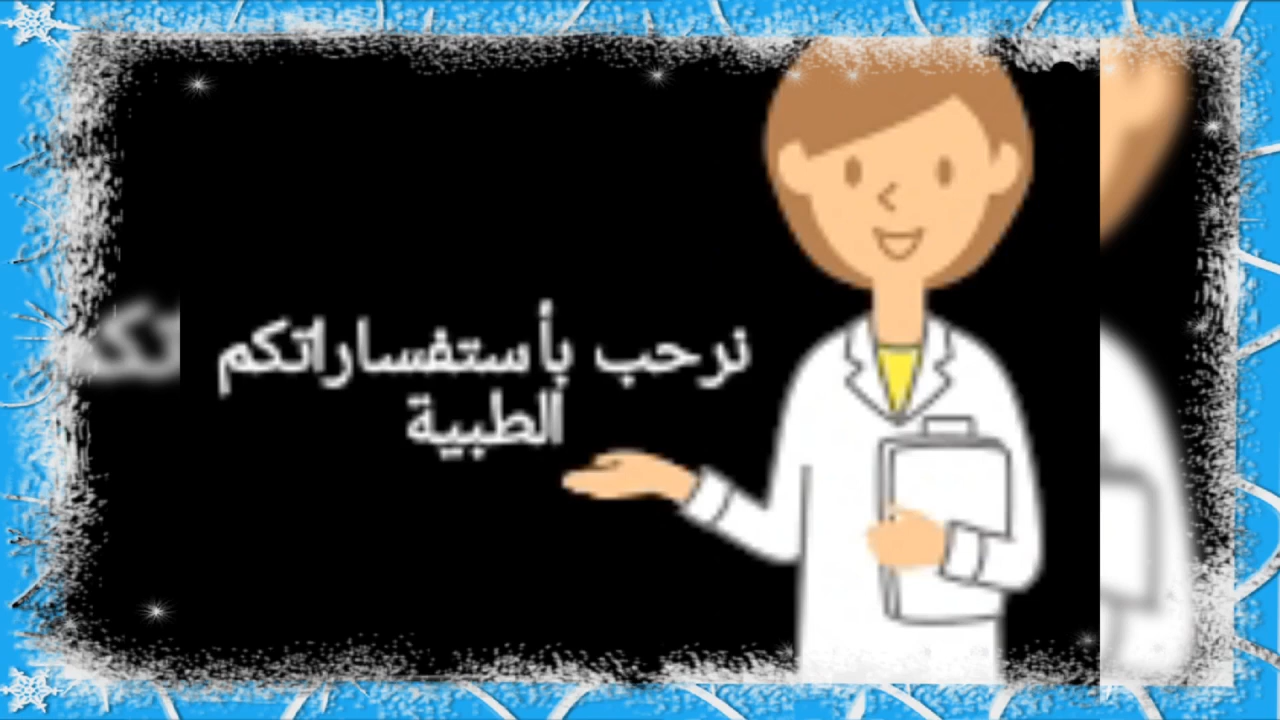 نرحب بأستفساراتكم
الطبية